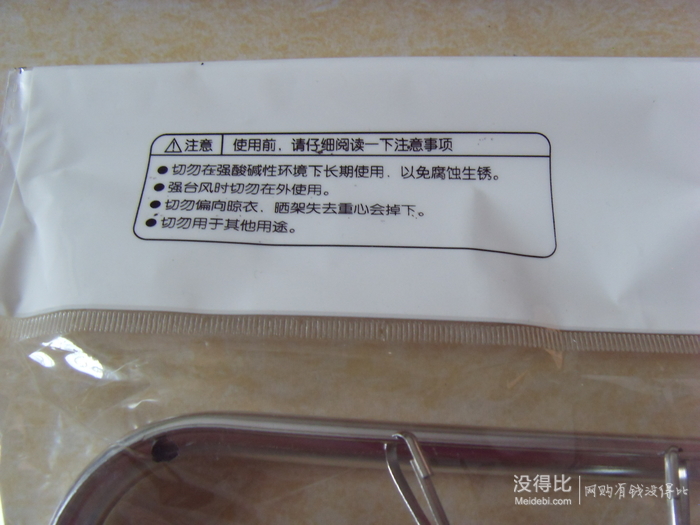 ⚠注意 使用前，请仔细阅读一下注意事项
●切勿在强酸碱性环境下长期使用，以免腐蚀生锈。
●强台风时切勿在外使用。
●切勿偏向晾衣，晒架失去重心会掉下。
●切勿用于其他用途。
没得比 网购有钱没得比
Meidebi.com